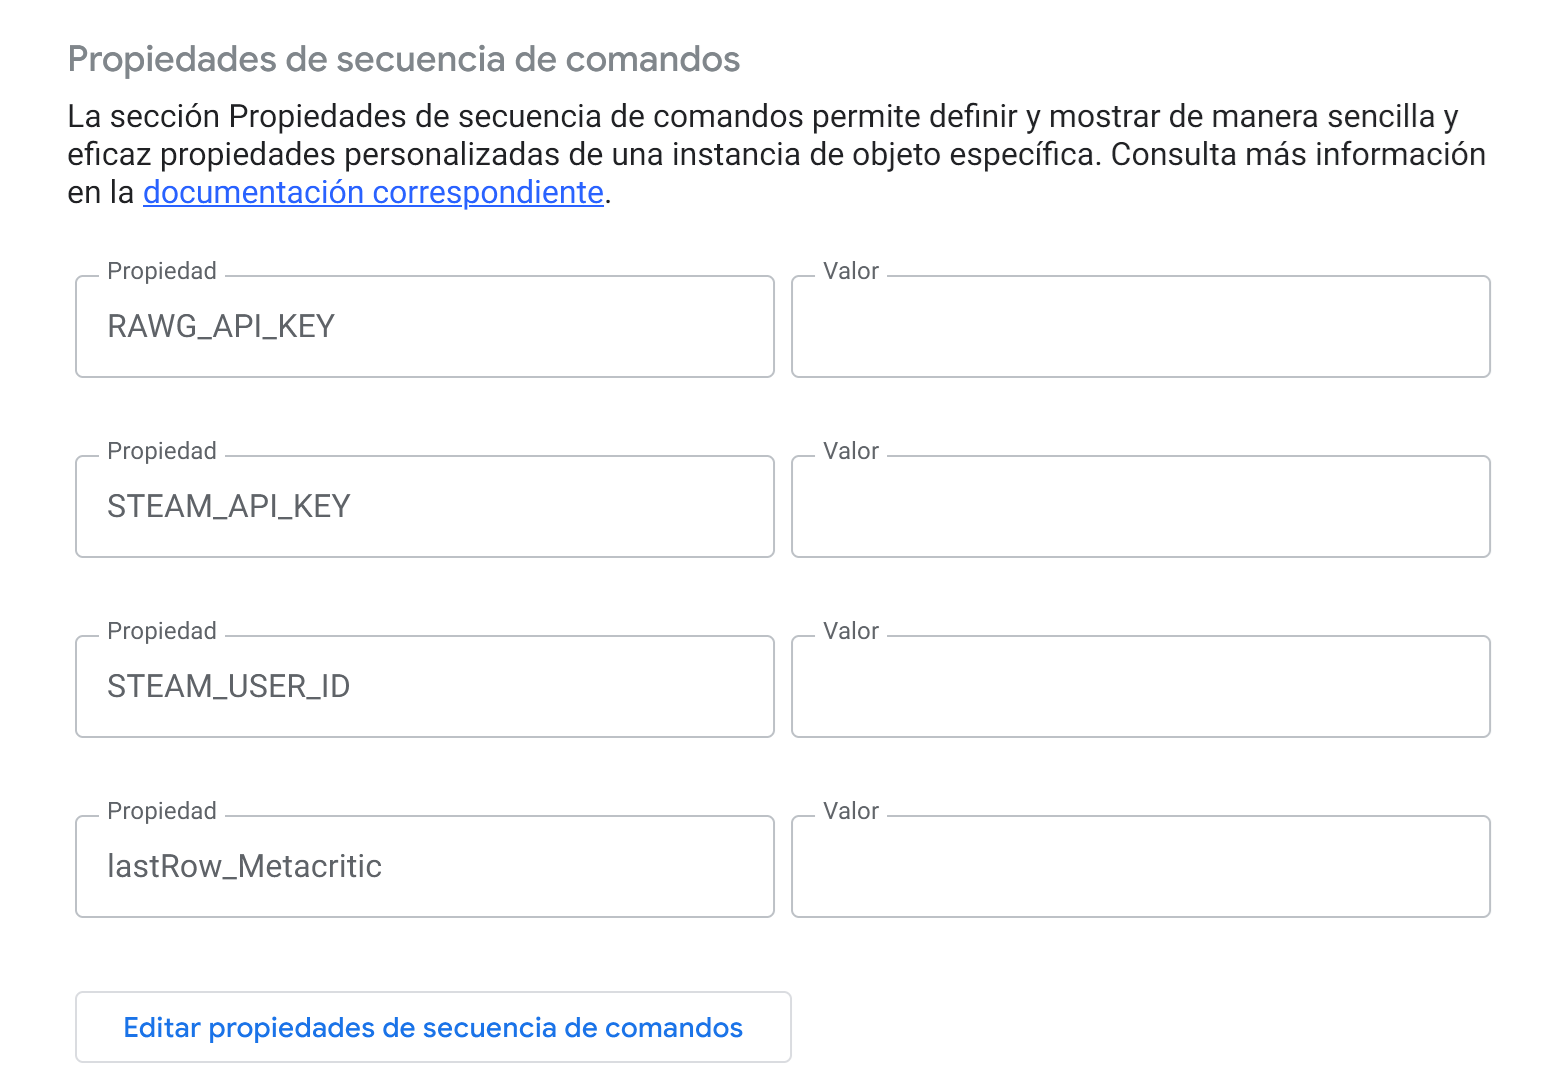 Propiedades de secuencia de comandos
La sección Propiedades de secuencia de comandos permite definir y mostrar de manera sencilla y
eficaz propiedades personalizadas de una instancia de objeto específica. Consulta más información
en la documentación correspondiente.
Propiedad
Valor
RAWG_API_KEY
Propiedad
Valor
STEAM_API_KEY
Propiedad
Valor
STEAM_USER_ID
Propiedad
Valor
lastRow_Metacritic
Editar propiedades de secuencia de comandos